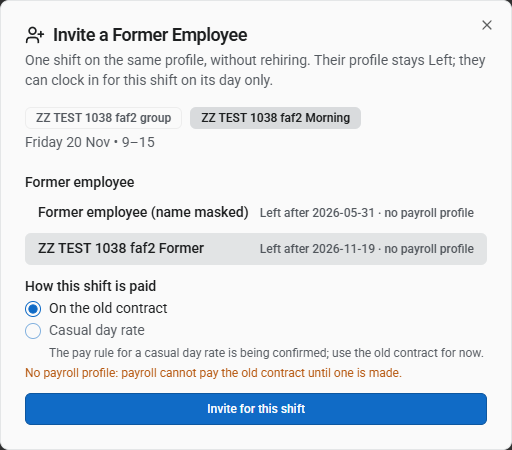 Invite a Former Employee
One shift on the same profile, without rehiring. Their profile stays Left; they
can clock in for this shift on its day only.
ZZ TEST 1038 faf2 group ZZ TEST 1038 faf2 Morning
Friday 20 Nov • 9–15
Former employee
Former employee (name masked) Left after 2026-05-31 · no payroll profile
ZZ TEST 1038 faf2 Former Left after 2026-11-19 · no payroll profile
How this shift is paid
On the old contract
Casual day rate
The pay rule for a casual day rate is being confirmed; use the old contract for now.
No payroll profile: payroll cannot pay the old contract until one is made.
Invite for this shift